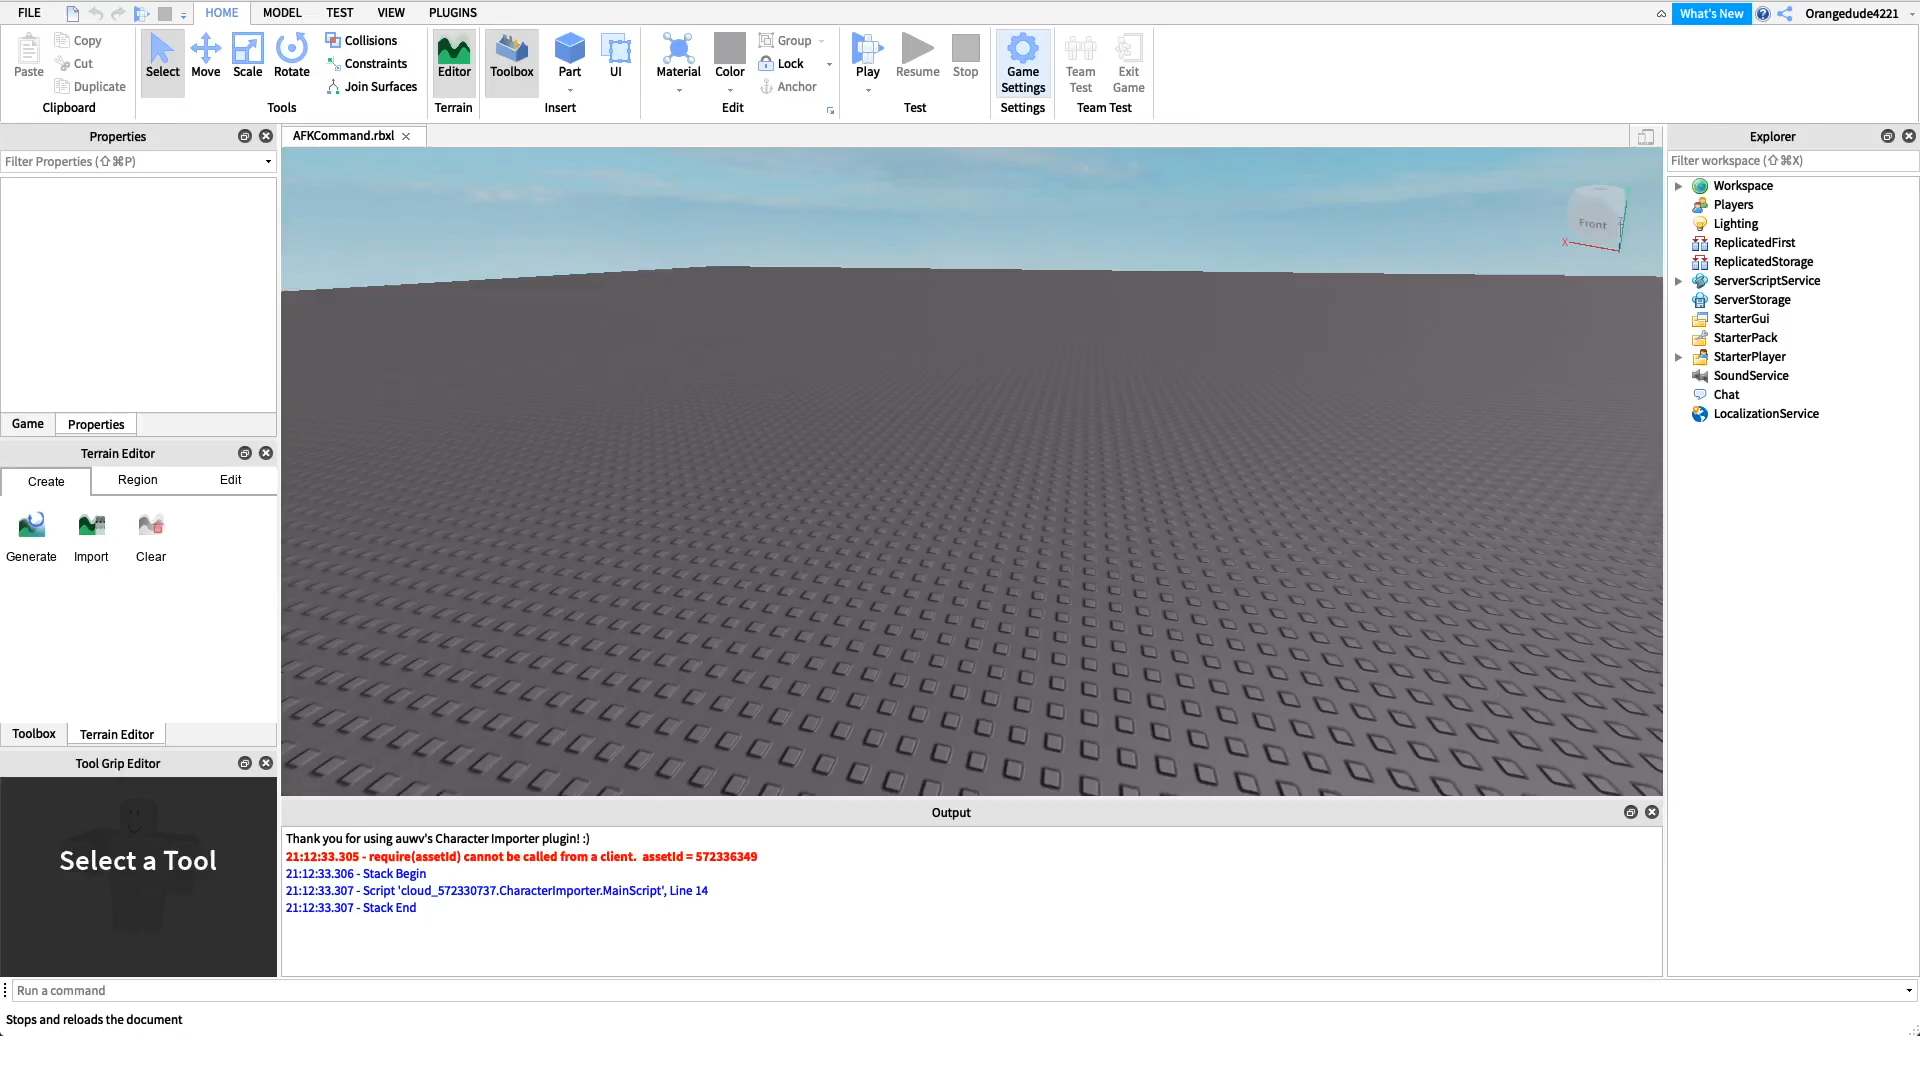 FILE HOME MODEL TEST VIEW PLUGINS What's New Orangedude4221
Paste Copy Cut Duplicate Clipboard
Select Move Scale Rotate Collisions Constraints Join Surfaces Tools
Editor Terrain
Toolbox Part UI Insert
Material Color Group Lock Anchor Edit
Play Resume Stop Test
Game Settings Settings
Team Test Exit Game Team Test
Properties
Filter Properties (⇧⌘P)
Game Properties
Terrain Editor
Create Region Edit
Generate Import Clear
Toolbox Terrain Editor
Tool Grip Editor
Select a Tool
AFKCommand.rbxl
Front
X
Output
Thank you for using auwv's Character Importer plugin! :)
21:12:33.305 - require(assetId) cannot be called from a client. assetId = 572336349
21:12:33.306 - Stack Begin
21:12:33.307 - Script 'cloud_572330737.CharacterImporter.MainScript', Line 14
21:12:33.307 - Stack End
Explorer
Filter workspace (⇧⌘X)
Workspace
Players
Lighting
ReplicatedFirst
ReplicatedStorage
ServerScriptService
ServerStorage
StarterGui
StarterPack
StarterPlayer
SoundService
Chat
LocalizationService
Run a command
Stops and reloads the document